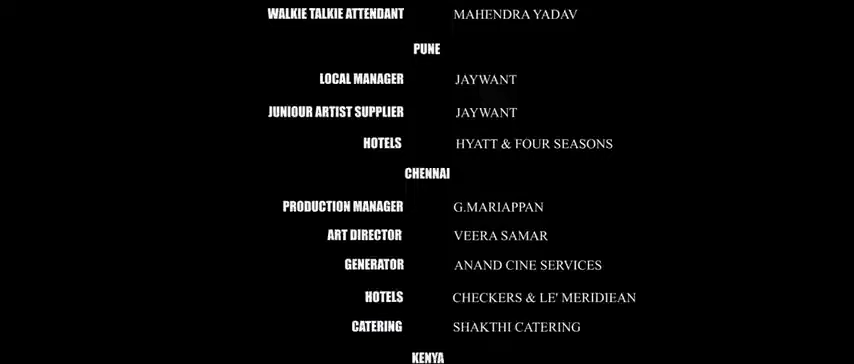 WALKIE TALKIE ATTENDANT MAHENDRA YADAV
PUNE
LOCAL MANAGER JAYWANT
JUNIOUR ARTIST SUPPLIER JAYWANT
HOTELS HYATT & FOUR SEASONS
CHENNAI
PRODUCTION MANAGER G.MARIAPPAN
ART DIRECTOR VEERA SAMAR
GENERATOR ANAND CINE SERVICES
HOTELS CHECKERS & LE' MERIDIEAN
CATERING SHAKTHI CATERING
KENYA